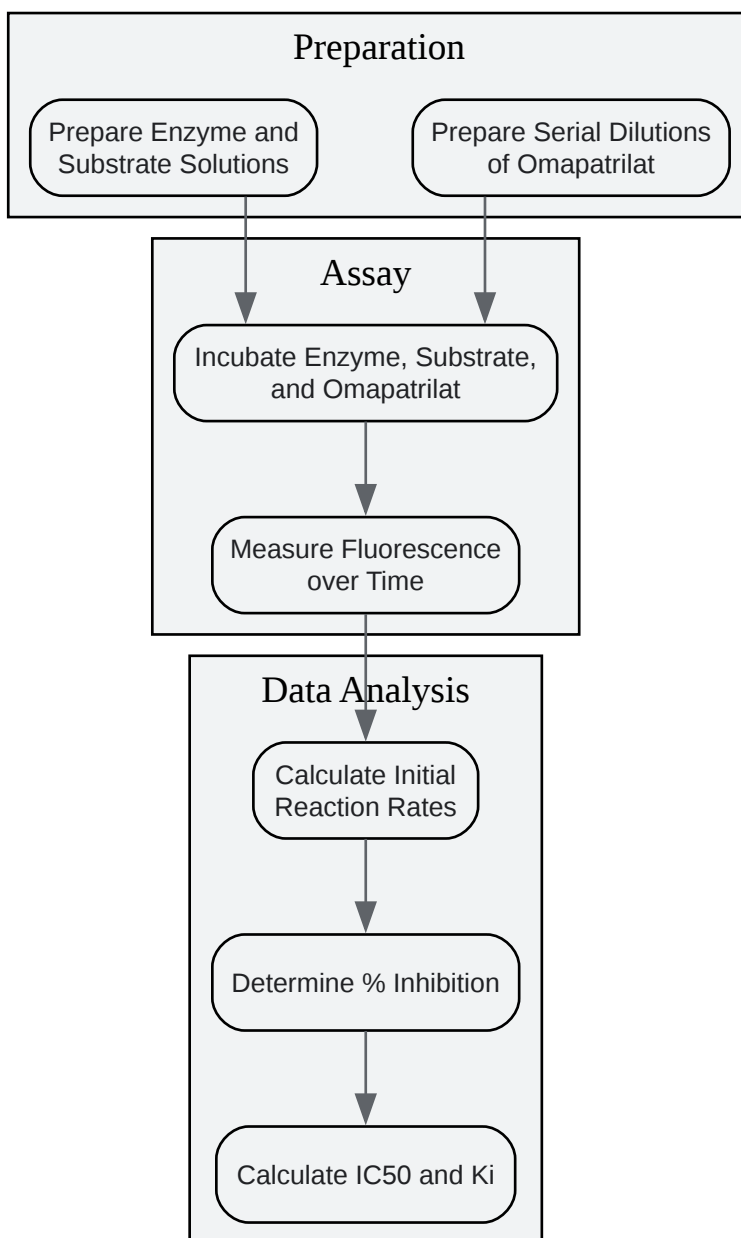 Preparation
Prepare Enzyme and
Substrate Solutions
Prepare Serial Dilutions
of Omapatrilat
Assay
Incubate Enzyme, Substrate,
and Omapatrilat
Measure Fluorescence
over Time
Data Analysis
Calculate Initial
Reaction Rates
Determine % Inhibition
Calculate IC50 and Ki